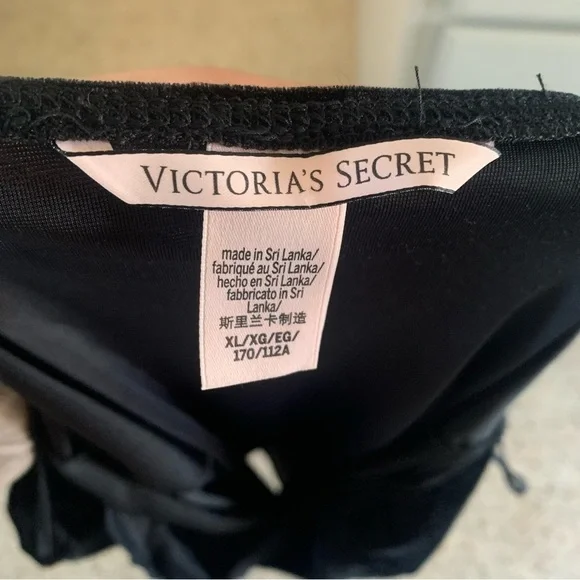 VICTORIA'S SECRET
made in Sri Lanka/
fabriqué au Sri Lanka/
hecho en Sri Lanka/
fabbricato in Sri
Lanka/
斯里兰卡制造
XL/XG/EG/
170/112A